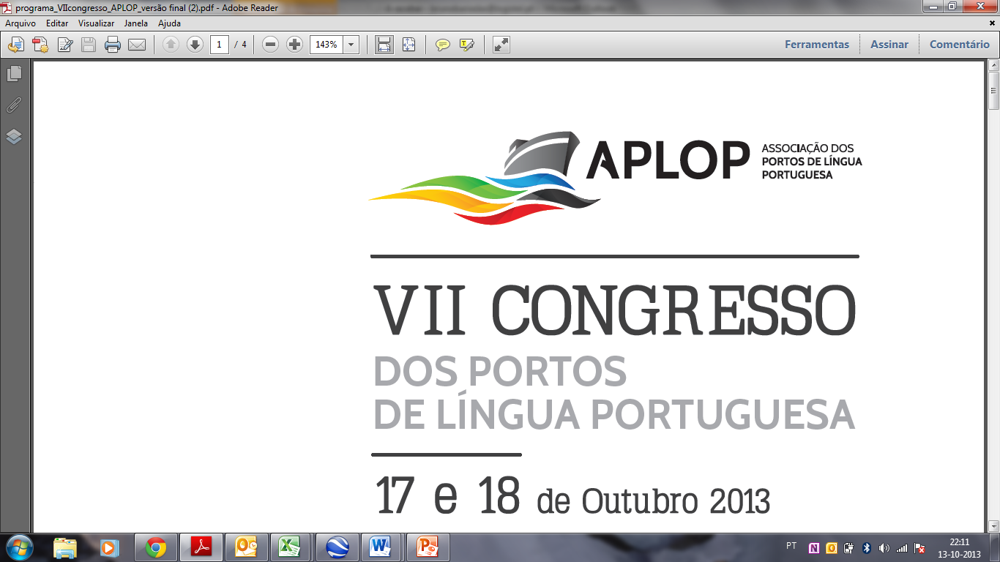 programa_VIIcongresso_APLOP_versão final (2).pdf - Adobe Reader
Arquivo Editar Visualizar Janela Ajuda
1 / 4 143% Ferramentas Assinar Comentário
APLOP
ASSOCIAÇÃO DOS
PORTOS DE LÍNGUA
PORTUGUESA
VII CONGRESSO
DOS PORTOS
DE LÍNGUA PORTUGUESA
17 e 18 de Outubro 2013
PT 22:11
13-10-2013